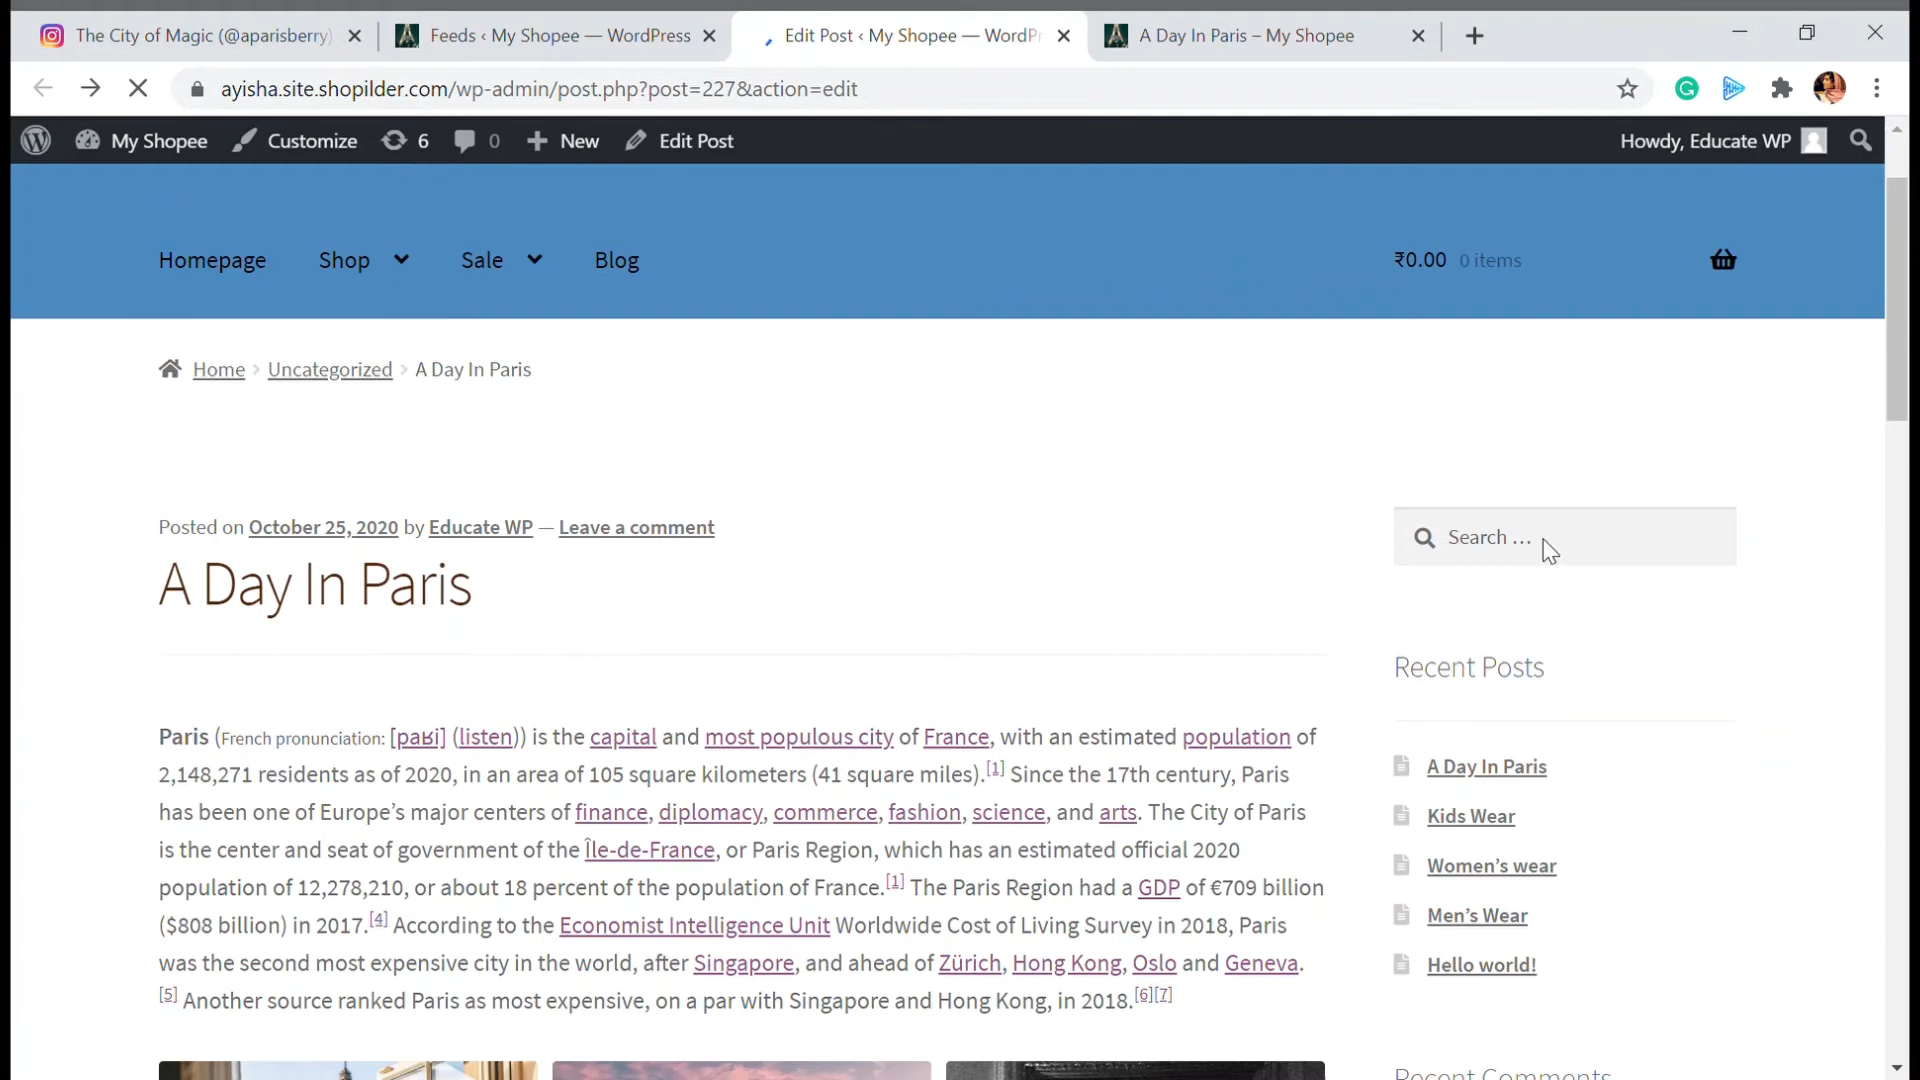 The City of Magic (@aparisberry)
Feeds ‹ My Shopee — WordPress
Edit Post ‹ My Shopee — WordPr
A Day In Paris – My Shopee
ayisha.site.shopilder.com/wp-admin/post.php?post=227&action=edit
My Shopee
Customize
6
0
New
Edit Post
Howdy, Educate WP
Homepage
Shop
Sale
Blog
₹0.00 0 items
Home
Uncategorized
A Day In Paris
Posted on October 25, 2020 by Educate WP — Leave a comment
A Day In Paris
Search …
Recent Posts
A Day In Paris
Kids Wear
Women’s wear
Men’s Wear
Hello world!
Paris (French pronunciation: [paʁi] (listen)) is the capital and most populous city of France, with an estimated population of
2,148,271 residents as of 2020, in an area of 105 square kilometers (41 square miles).[1] Since the 17th century, Paris
has been one of Europe’s major centers of finance, diplomacy, commerce, fashion, science, and arts. The City of Paris
is the center and seat of government of the Île-de-France, or Paris Region, which has an estimated official 2020
population of 12,278,210, or about 18 percent of the population of France.[1] The Paris Region had a GDP of €709 billion
($808 billion) in 2017.[4] According to the Economist Intelligence Unit Worldwide Cost of Living Survey in 2018, Paris
was the second most expensive city in the world, after Singapore, and ahead of Zürich, Hong Kong, Oslo and Geneva.
[5] Another source ranked Paris as most expensive, on a par with Singapore and Hong Kong, in 2018.[6][7]
Recent Comments